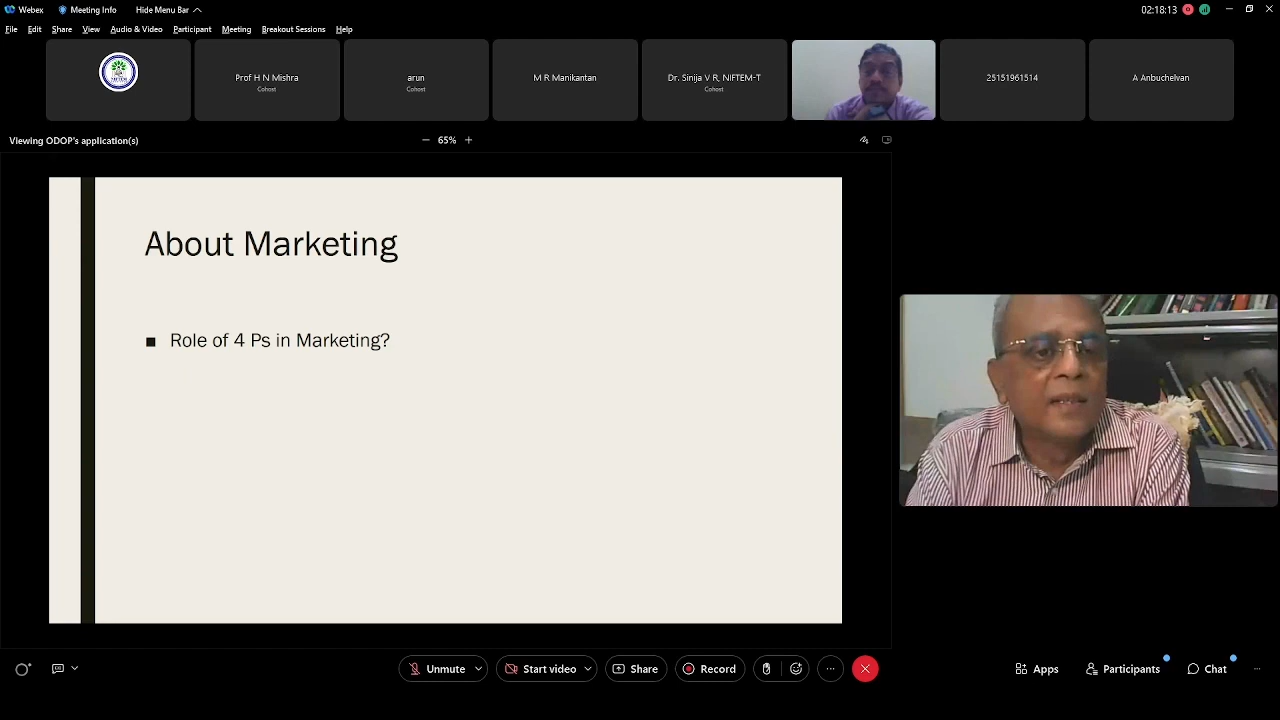 Webex
Meeting Info
Hide Menu Bar
02:18:13
File Edit Share View Audio & Video Participant Meeting Breakout Sessions Help
Prof H N Mishra
Cohost
arun
Cohost
M R Manikantan
Dr. Sinija V R, NIFTEM-T
Cohost
25151961514
A Anbuchelvan
Viewing ODOP's application(s)
− 65% +
About Marketing
■ Role of 4 Ps in Marketing?
Unmute
Start video
Share
Record
Apps
Participants
Chat